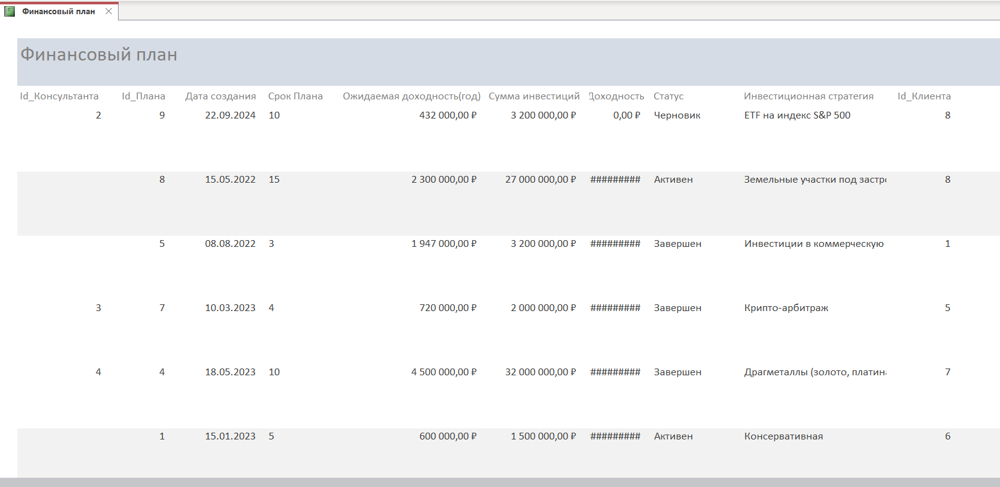 Финансовый план
Финансовый план
Id_Консультанта Id_Плана Дата создания Срок Плана Ожидаемая доходность(год) Сумма инвестиций Доходность Статус Инвестиционная стратегия Id_Клиента
2 9 22.09.2024 10 432 000,00 ₽ 3 200 000,00 ₽ 0,00 ₽ Черновик ETF на индекс S&P 500 8
8 15.05.2022 15 2 300 000,00 ₽ 27 000 000,00 ₽ ######### Активен Земельные участки под застро 8
5 08.08.2022 3 1 947 000,00 ₽ 3 200 000,00 ₽ ######### Завершен Инвестиции в коммерческую 1
3 7 10.03.2023 4 720 000,00 ₽ 2 000 000,00 ₽ ######### Завершен Крипто-арбитраж 5
4 4 18.05.2023 10 4 500 000,00 ₽ 32 000 000,00 ₽ ######### Завершен Драгметаллы (золото, платина 7
1 15.01.2023 5 600 000,00 ₽ 1 500 000,00 ₽ ######### Активен Консервативная 6